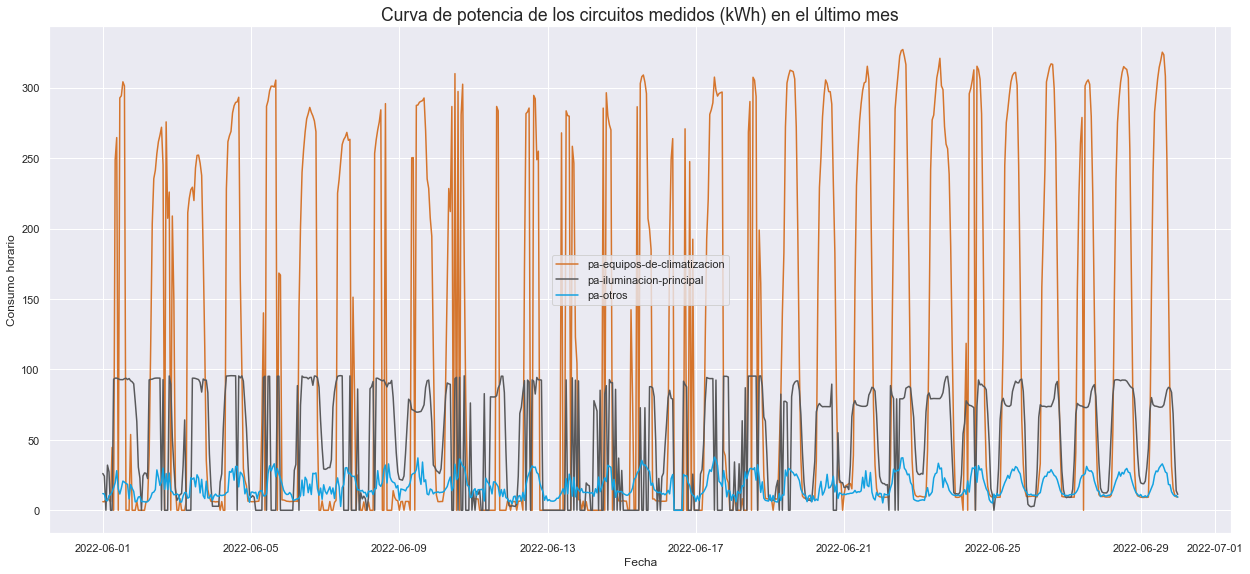 Curva de potencia de los circuitos medidos (kWh) en el último mes
Consumo horario
300
250
200
150
100
50
0
pa-equipos-de-climatizacion
pa-iluminacion-principal
pa-otros
2022-06-01
2022-06-05
2022-06-09
2022-06-13
2022-06-17
2022-06-21
2022-06-25
2022-06-29
2022-07-01
Fecha